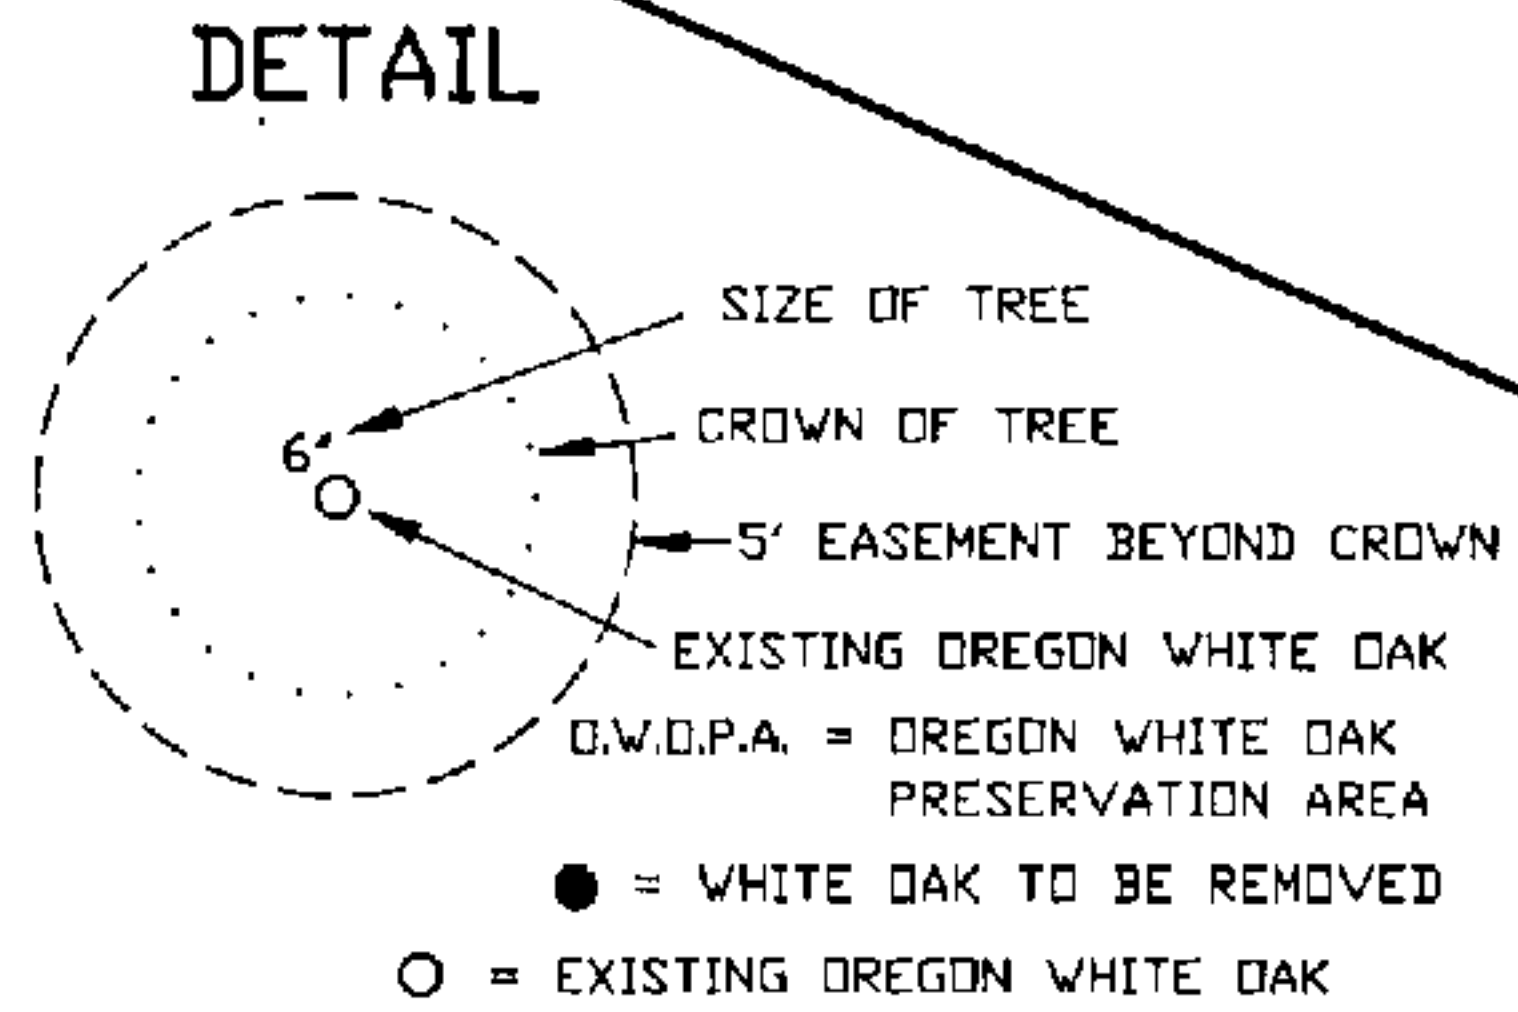 DETAIL
SIZE OF TREE
CROWN OF TREE
6"
5' EASEMENT BEYOND CROWN
EXISTING OREGON WHITE OAK
O.W.O.P.A. = OREGON WHITE OAK
PRESERVATION AREA
= WHITE OAK TO BE REMOVED
= EXISTING OREGON WHITE OAK